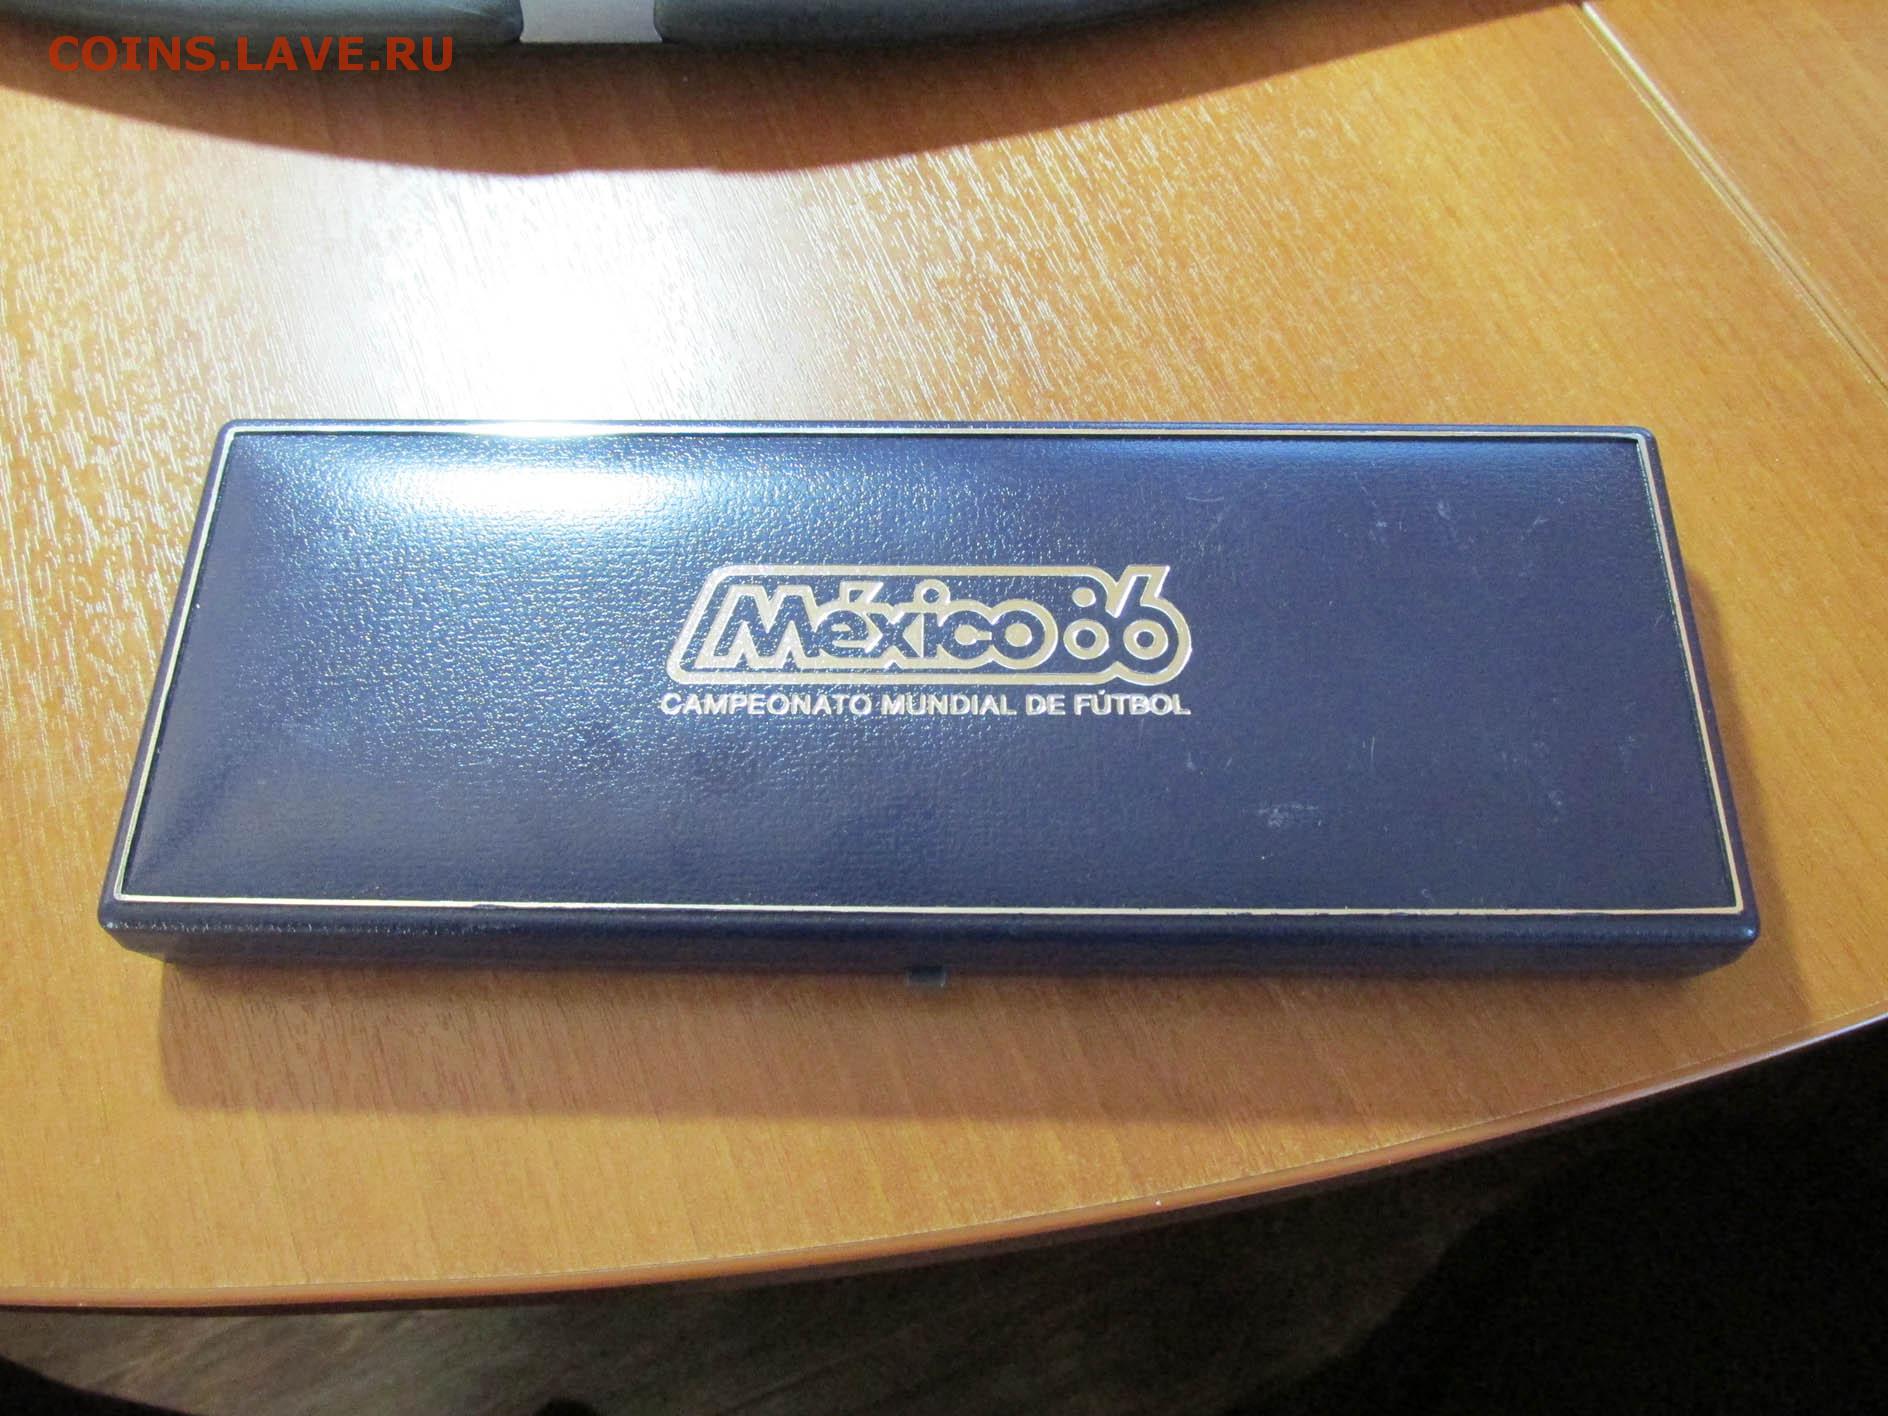 COINS.LAVE.RU
México 86
CAMPEONATO MUNDIAL DE FÚTBOL